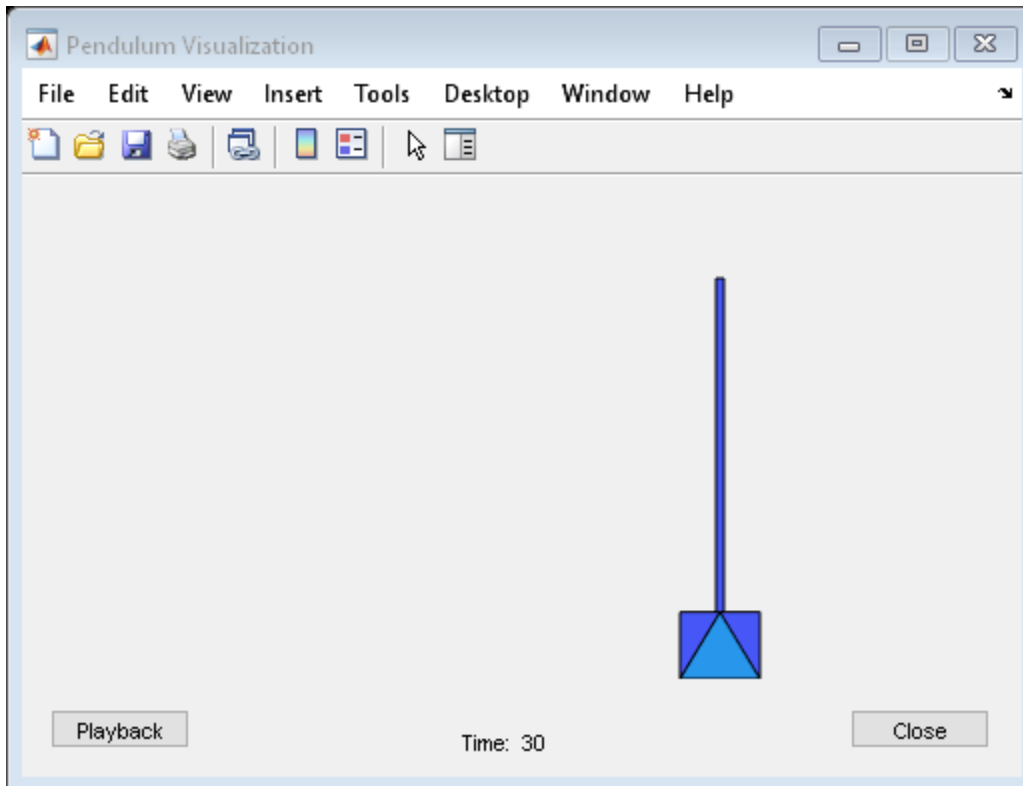 Pendulum Visualization
File Edit View Insert Tools Desktop Window Help
Playback Time: 30 Close